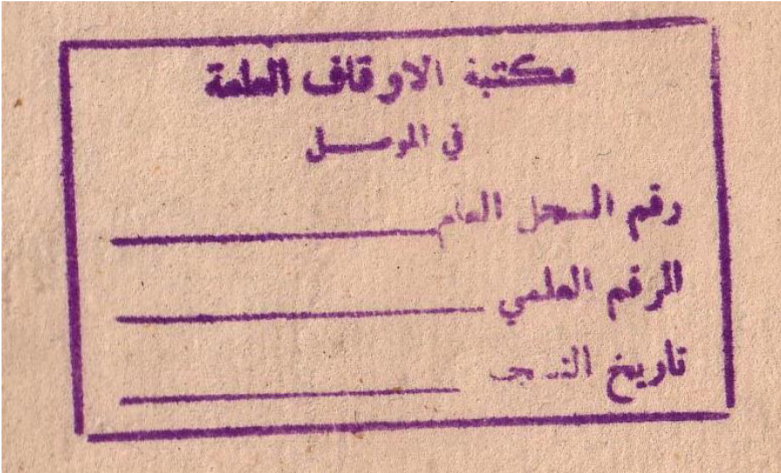 مكتبة الاوقاف العامة
في الموصل
رقم السجل العام
الرقم العلمي
تاريخ